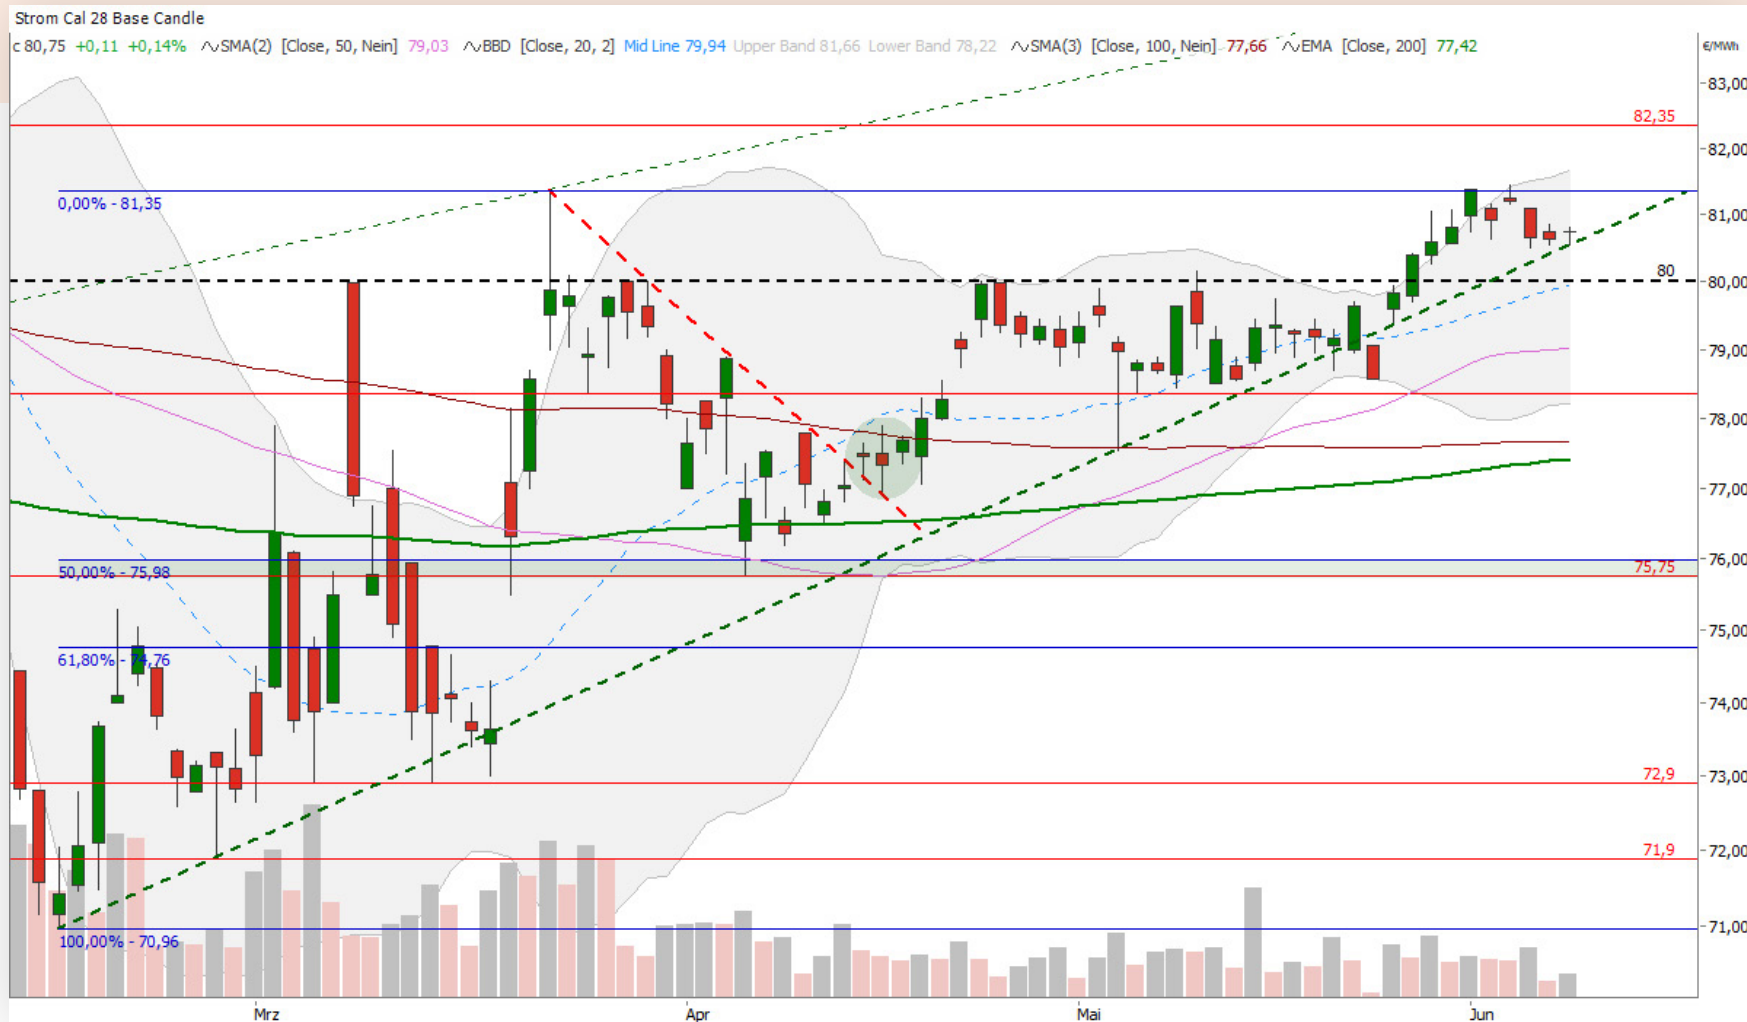 Strom Cal 28 Base Candle
c 80,75 +0,11 +0,14% SMA(2) [Close, 50, Nein] 79,03 BBD [Close, 20, 2] Mid Line 79,94 Upper Band 81,66 Lower Band 78,22 SMA(3) [Close, 100, Nein] 77,66 EMA [Close, 200] 77,42
€/MWh
83,00
82,35
82,00
0,00% - 81,35
81,00
80
80,00
79,00
78,00
77,00
76,00
50,00% - 75,98
75,75
75,00
61,80% - 74,76
74,00
72,9
73,00
71,9
72,00
100,00% - 70,96
71,00
Mrz
Apr
Mai
Jun